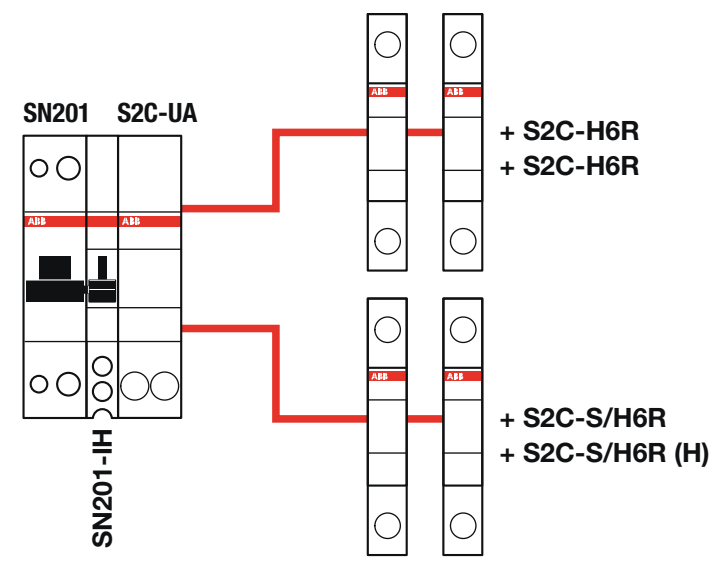 SN201 S2C-UA
ABB ABB
SN201-IH
ABB ABB
+ S2C-H6R
+ S2C-H6R
ABB ABB
+ S2C-S/H6R
+ S2C-S/H6R (H)